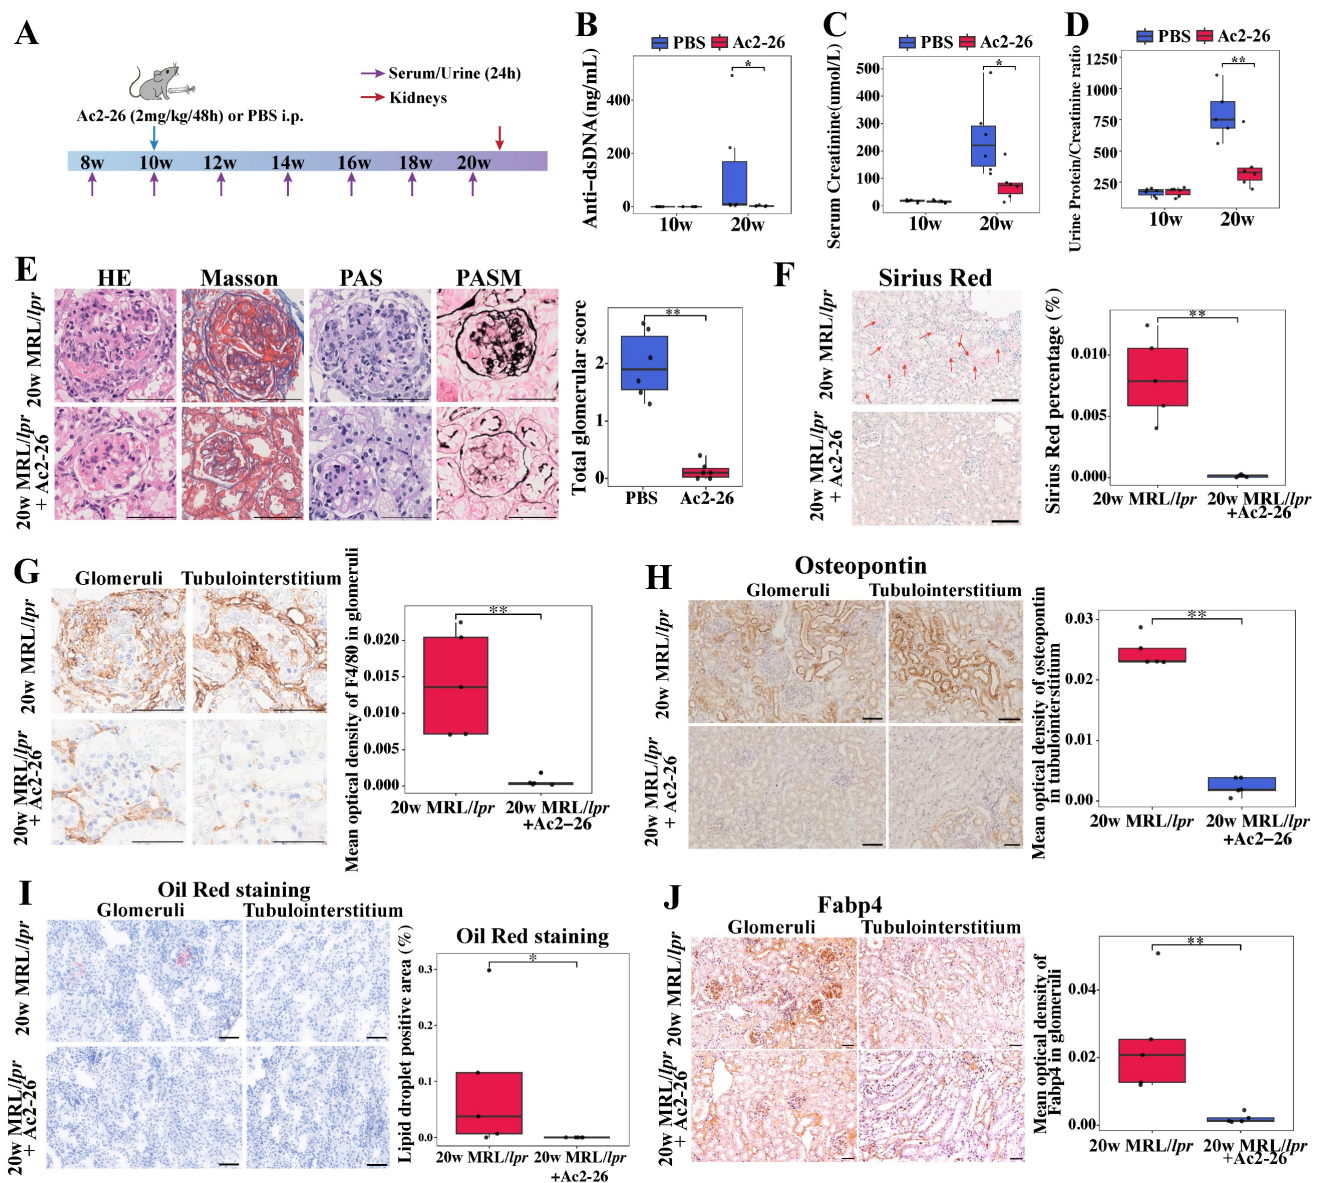 A
Serum/Urine (24h)
Kidneys
Ac2-26 (2mg/kg/48h) or PBS i.p.
8w 10w 12w 14w 16w 18w 20w
B
PBS Ac2-26
Anti-dsDNA(ng/mL)
*
400
200
0
10w 20w
C
PBS Ac2-26
Serum Creatinine(umol/L)
*
500
400
300
200
100
0
10w 20w
D
PBS Ac2-26
Urine Protein/Creatinine ratio
**
1250
1000
750
500
250
10w 20w
E
HE Masson PAS PASM
20w MRL/lpr
20w MRL/lpr
+ Ac2-26
Total glomerular score
**
2
1
0
PBS Ac2-26
F
Sirius Red
20w MRL/lpr
20w MRL/lpr
+ Ac2-26
Sirius Red percentage (%)
**
0.010
0.005
0.000
20w MRL/lpr 20w MRL/lpr
+Ac2-26
G
Glomeruli Tubulointerstitium
20w MRL/lpr
20w MRL/lpr
+ Ac2-26
Mean optical density of F4/80 in glomeruli
**
0.020
0.015
0.010
0.005
0.000
20w MRL/lpr 20w MRL/lpr
+Ac2−26
H
Osteopontin
Glomeruli Tubulointerstitium
20w MRL/lpr
20w MRL/lpr
+ Ac2-26
Mean optical density of osteopontin
in tubulointerstitium
**
0.03
0.02
0.01
0.00
20w MRL/lpr 20w MRL/lpr
+Ac2−26
I
Oil Red staining
Glomeruli Tubulointerstitium
20w MRL/lpr
20w MRL/lpr
+ Ac2-26
Oil Red staining
Lipid droplet positive area (%)
*
0.3
0.2
0.1
0.0
20w MRL/lpr 20w MRL/lpr
+Ac2-26
J
Fabp4
Glomeruli Tubulointerstitium
20w MRL/lpr
20w MRL/lpr
+ Ac2-26
Mean optical density of
Fabp4 in glomeruli
**
0.04
0.02
0.00
20w MRL/lpr 20w MRL/lpr
+Ac2-26